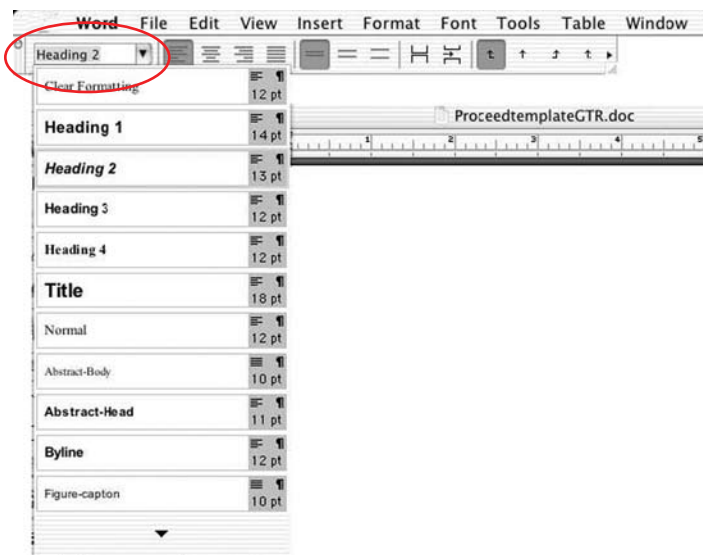 Word File Edit View Insert Format Font Tools Table Window
Heading 2
Clear Formatting
12 pt
ProceedtemplateGTR.doc
Heading 1
14 pt
1 2 3 4 5
Heading 2
13 pt
Heading 3
12 pt
Heading 4
12 pt
Title
18 pt
Normal
12 pt
Abstract-Body
10 pt
Abstract-Head
11 pt
Byline
12 pt
Figure-capton
10 pt